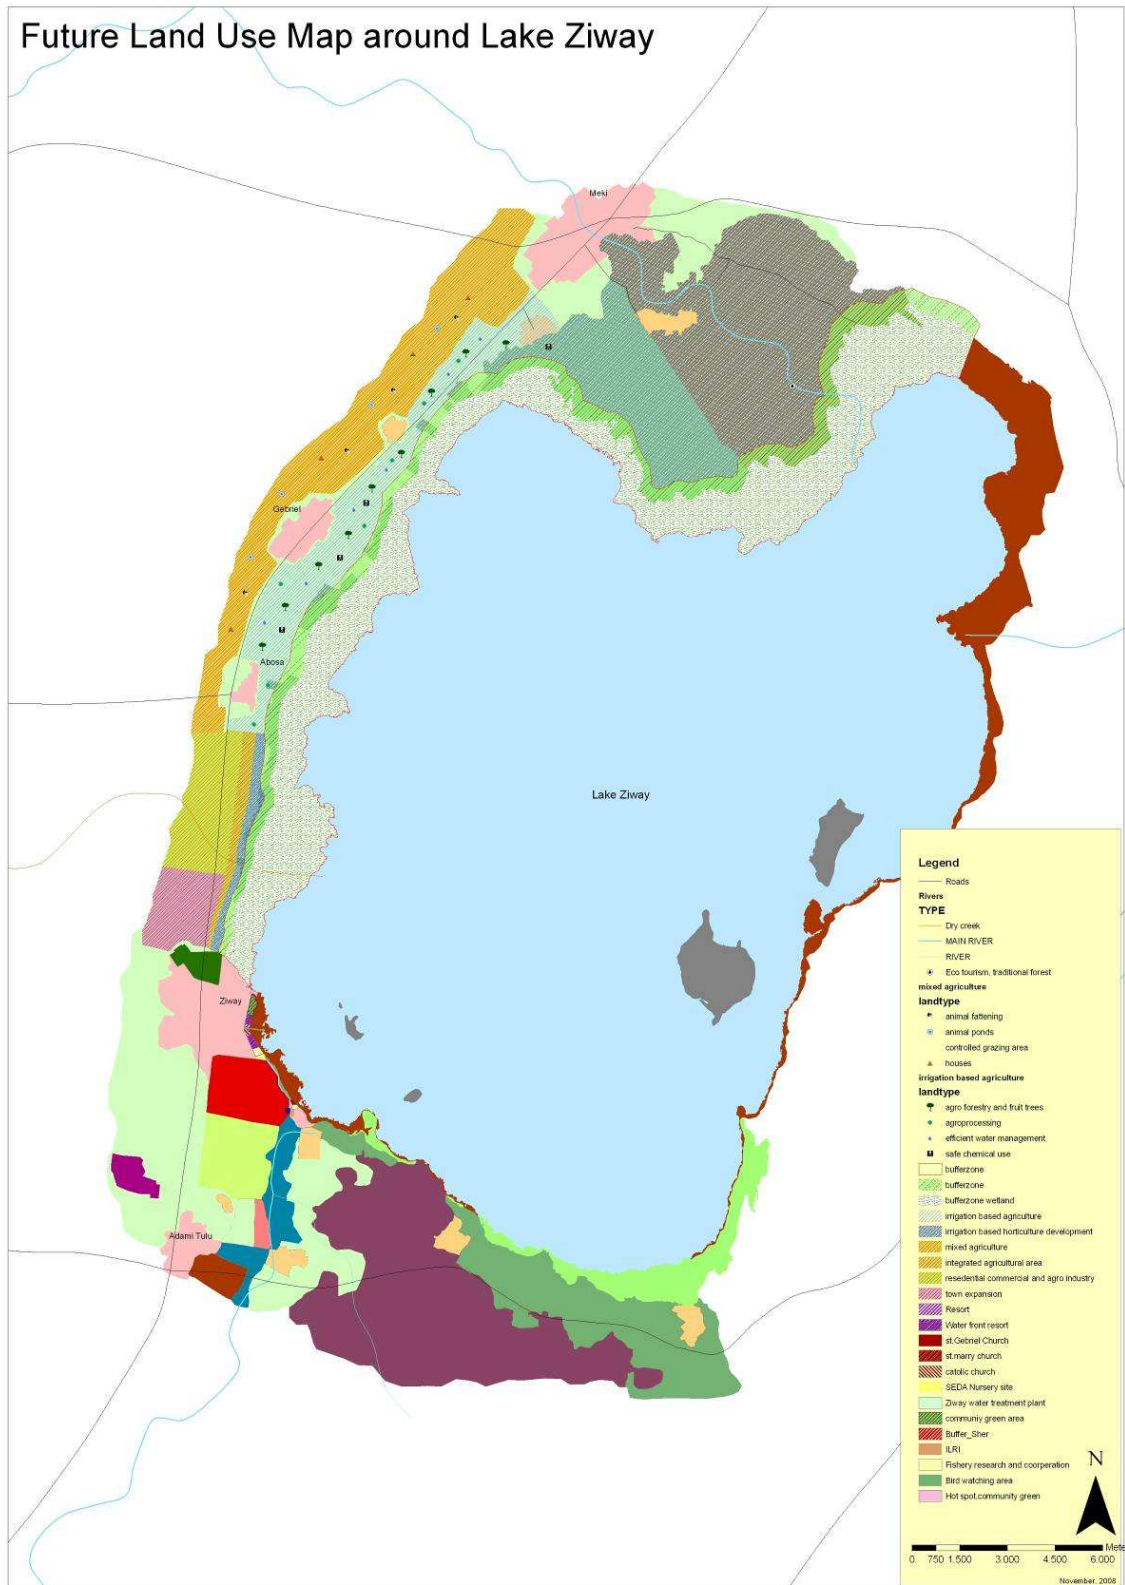 Future Land Use Map around Lake Ziway
Meki
Gebriel
Abosa
Lake Ziway
Ziway
Adami Tulu
Legend
Roads
Rivers
TYPE
Dry creek
MAIN RIVER
RIVER
Eco tourism, traditional forest
mixed agriculture
landtype
animal fattening
animal ponds
controlled grazing area
houses
irrigation based agriculture
landtype
agro forestry and fruit trees
agroprocessing
efficient water management
safe chemical use
bufferzone
bufferzone
bufferzone wetland
irrigation based agriculture
irrigation based horticulture development
mixed agriculture
integrated agricultural area
resedential commercial and agro industry
town expansion
Resort
Water front resort
st.Gebriel Church
st.marry church
catolic church
SEDA Nursery site
Ziway water treatment plant
communiy green area
Buffer_Sher
ILRI
Fishery research and coorperation
Bird watching area
Hot spot,community green
N
Mete
0 750 1.500 3.000 4.500 6.000
November, 2008